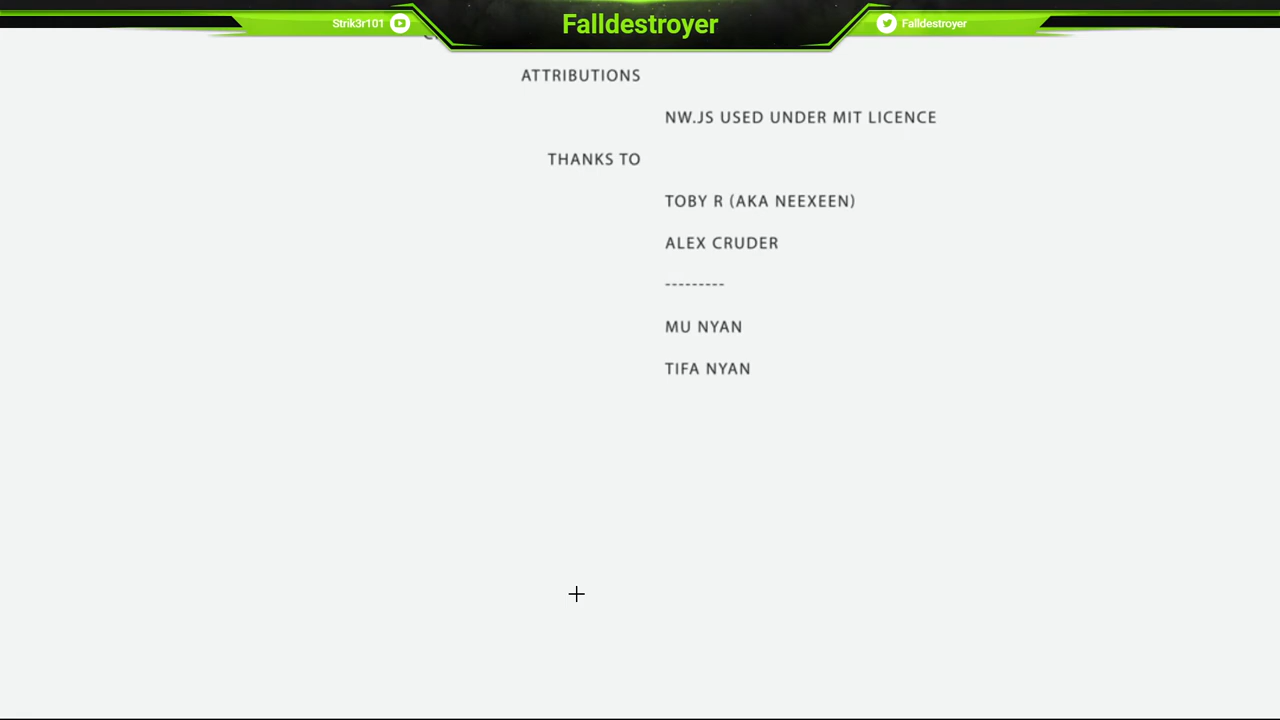 Strik3r101
Falldestroyer
Falldestroyer
ATTRIBUTIONS
NW.JS USED UNDER MIT LICENCE
THANKS TO
TOBY R (AKA NEEXEEN)
ALEX CRUDER
---------
MU NYAN
TIFA NYAN